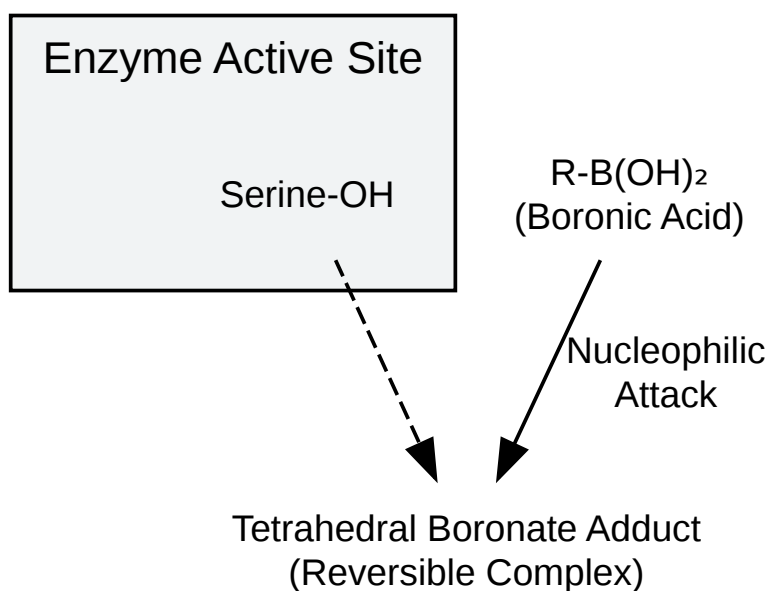 Enzyme Active Site
Serine-OH
R-B(OH)₂
(Boronic Acid)
Nucleophilic
Attack
Tetrahedral Boronate Adduct
(Reversible Complex)